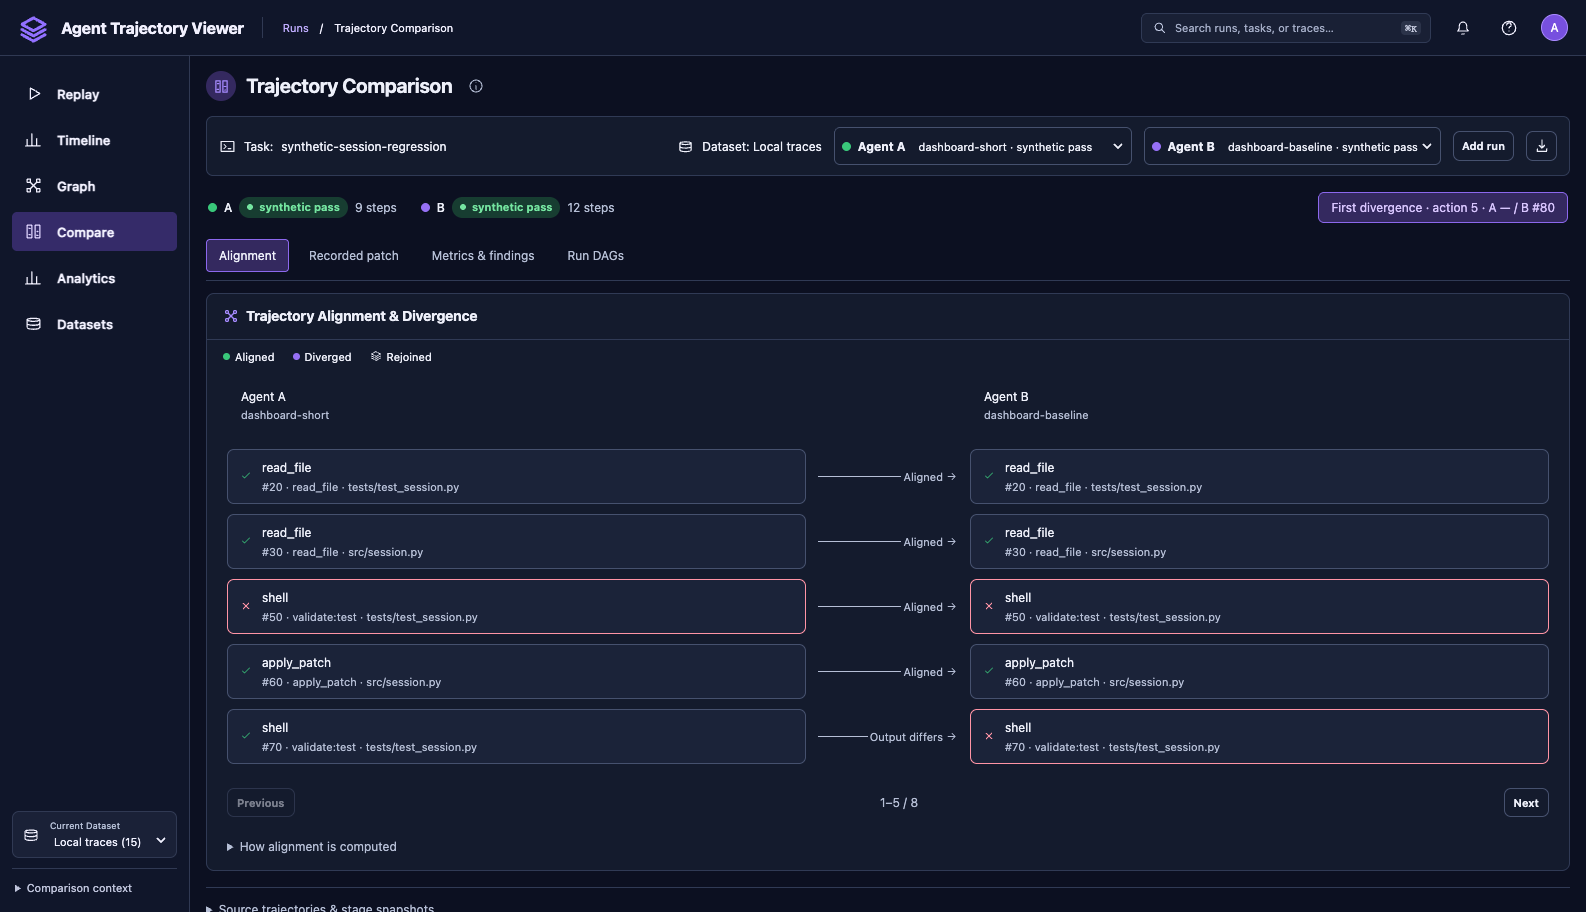 Agent Trajectory Viewer
Runs / Trajectory Comparison
Search runs, tasks, or traces...
⌘K
A
Replay
Timeline
Graph
Compare
Analytics
Datasets
Trajectory Comparison
Task: synthetic-session-regression
Dataset: Local traces
Agent A dashboard-short · synthetic pass
Agent B dashboard-baseline · synthetic pass
Add run
A synthetic pass 9 steps
B synthetic pass 12 steps
First divergence · action 5 · A — / B #80
Alignment
Recorded patch
Metrics & findings
Run DAGs
Trajectory Alignment & Divergence
Aligned
Diverged
Rejoined
Agent A
dashboard-short
Agent B
dashboard-baseline
read_file
#20 · read_file · tests/test_session.py
Aligned →
read_file
#20 · read_file · tests/test_session.py
read_file
#30 · read_file · src/session.py
Aligned →
read_file
#30 · read_file · src/session.py
shell
#50 · validate:test · tests/test_session.py
Aligned →
shell
#50 · validate:test · tests/test_session.py
apply_patch
#60 · apply_patch · src/session.py
Aligned →
apply_patch
#60 · apply_patch · src/session.py
shell
#70 · validate:test · tests/test_session.py
Output differs →
shell
#70 · validate:test · tests/test_session.py
Previous
1–5 / 8
Next
How alignment is computed
Current Dataset
Local traces (15)
Comparison context
Source trajectories & stage snapshots